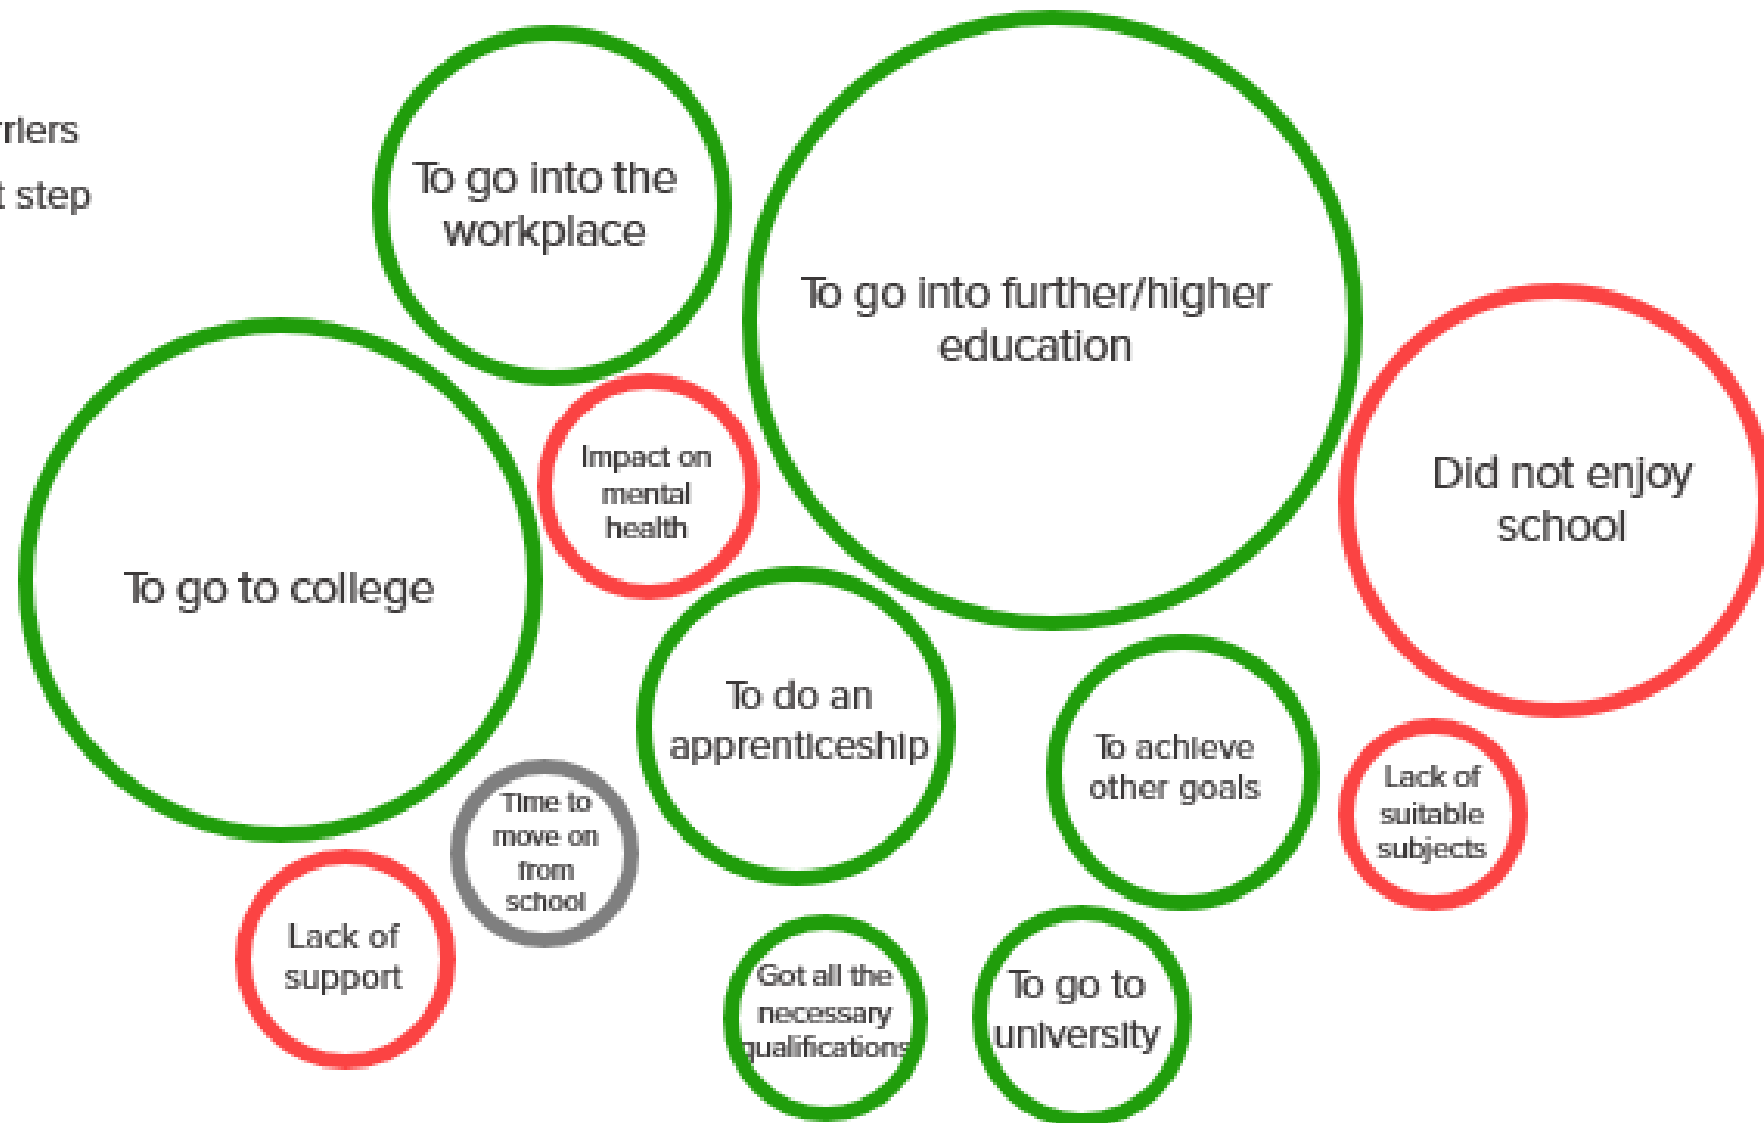 rriers
t step
To go into the
workplace
To go into further/higher
education
Did not enjoy
school
Impact on
mental
health
To go to college
To do an
apprenticeship
To achieve
other goals
Lack of
suitable
subjects
Time to
move on
from
school
Lack of
support
Got all the
necessary
qualifications
To go to
university